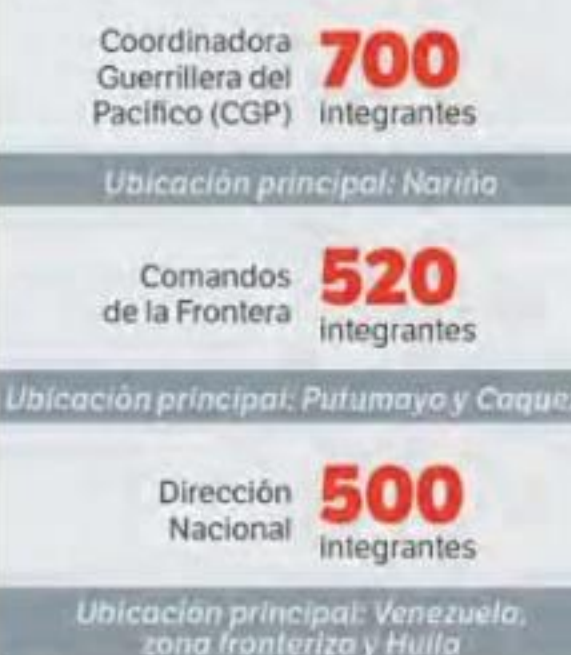 Coordinadora
Guerrillera del
Pacífico (CGP)
700
integrantes
Ubicación principal: Nariño
Comandos
de la Frontera
520
integrantes
Ubicación principal: Putumayo y Caque
Dirección
Nacional
500
integrantes
Ubicación principal: Venezuela,
zona fronteriza y Huila